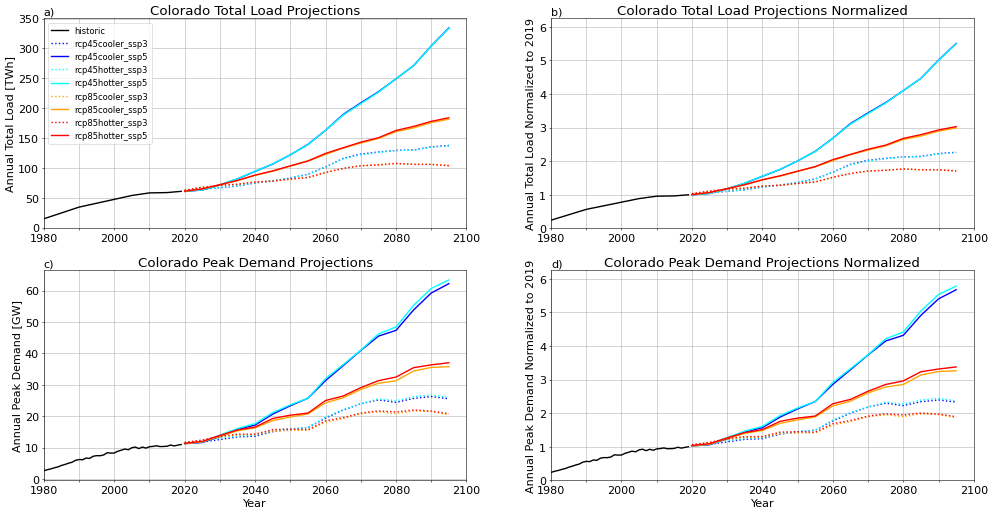 a)
Colorado Total Load Projections
Annual Total Load [TWh]
350
300
250
200
150
100
50
0
historic
rcp45cooler_ssp3
rcp45cooler_ssp5
rcp45hotter_ssp3
rcp45hotter_ssp5
rcp85cooler_ssp3
rcp85cooler_ssp5
rcp85hotter_ssp3
rcp85hotter_ssp5
1980 2000 2020 2040 2060 2080 2100
b)
Colorado Total Load Projections Normalized
Annual Total Load Normalized to 2019
6
5
4
3
2
1
0
1980 2000 2020 2040 2060 2080 2100
c)
Colorado Peak Demand Projections
Annual Peak Demand [GW]
60
50
40
30
20
10
0
1980 2000 2020 2040 2060 2080 2100
Year
d)
Colorado Peak Demand Projections Normalized
Annual Peak Demand Normalized to 2019
6
5
4
3
2
1
0
1980 2000 2020 2040 2060 2080 2100
Year